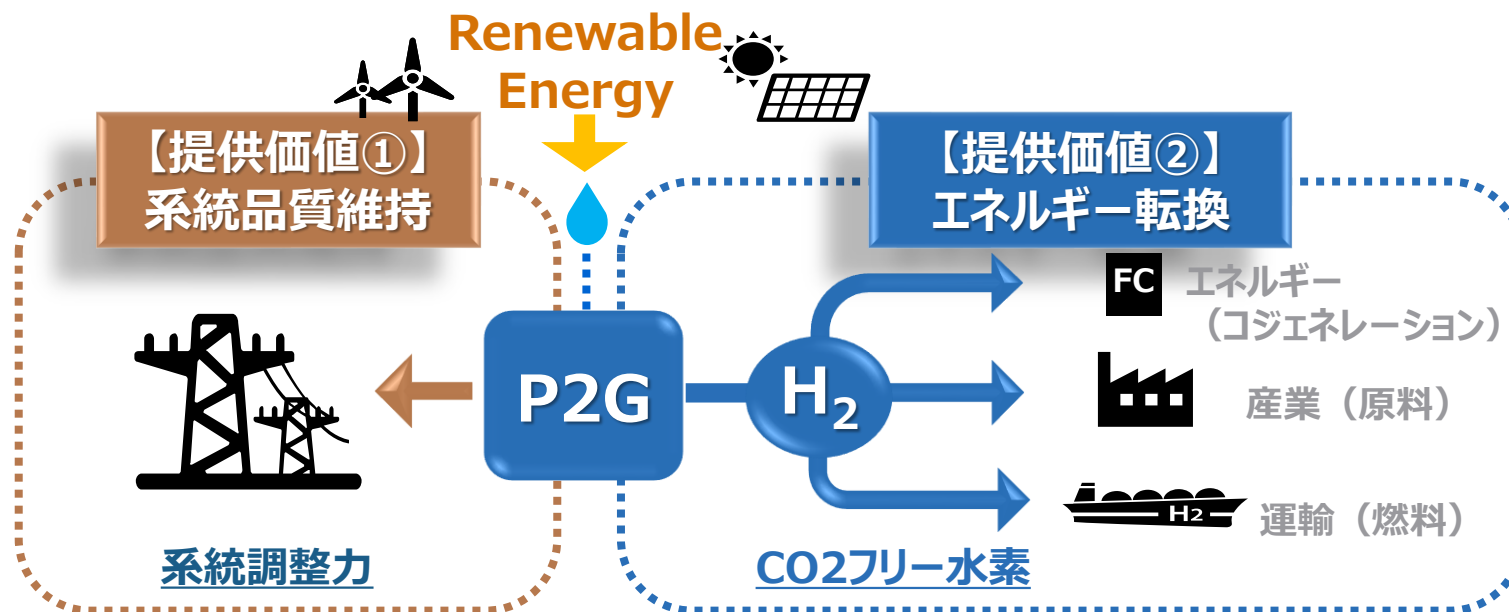 Renewable
Energy
【提供価値①】
系統品質維持
【提供価値②】
エネルギー転換
P2G
H₂
FC
エネルギー
（コジェネレーション）
産業（原料）
H2
運輸（燃料）
系統調整力
CO2フリー水素